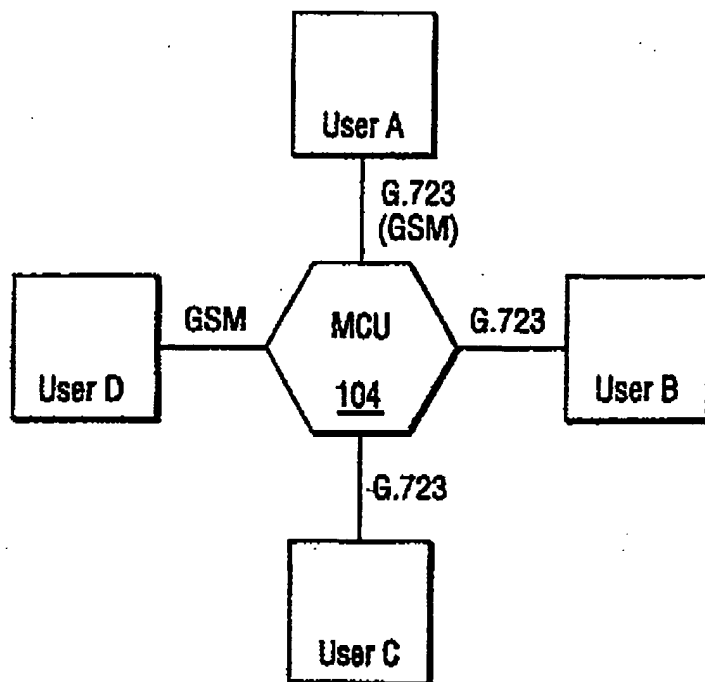 User A
G.723
(GSM)
GSM
MCU
G.723
User D
104
User B
G.723
User C